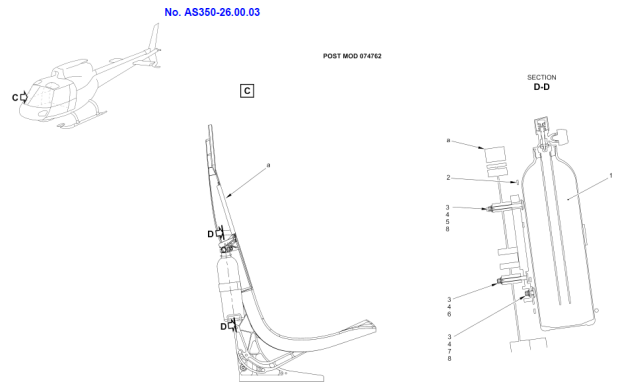 No. AS350-26.00.03
POST MOD 074762
C
C
a
D
D
SECTION
D-D
a
2
1
3
4
5
8
3
4
6
3
4
7
8